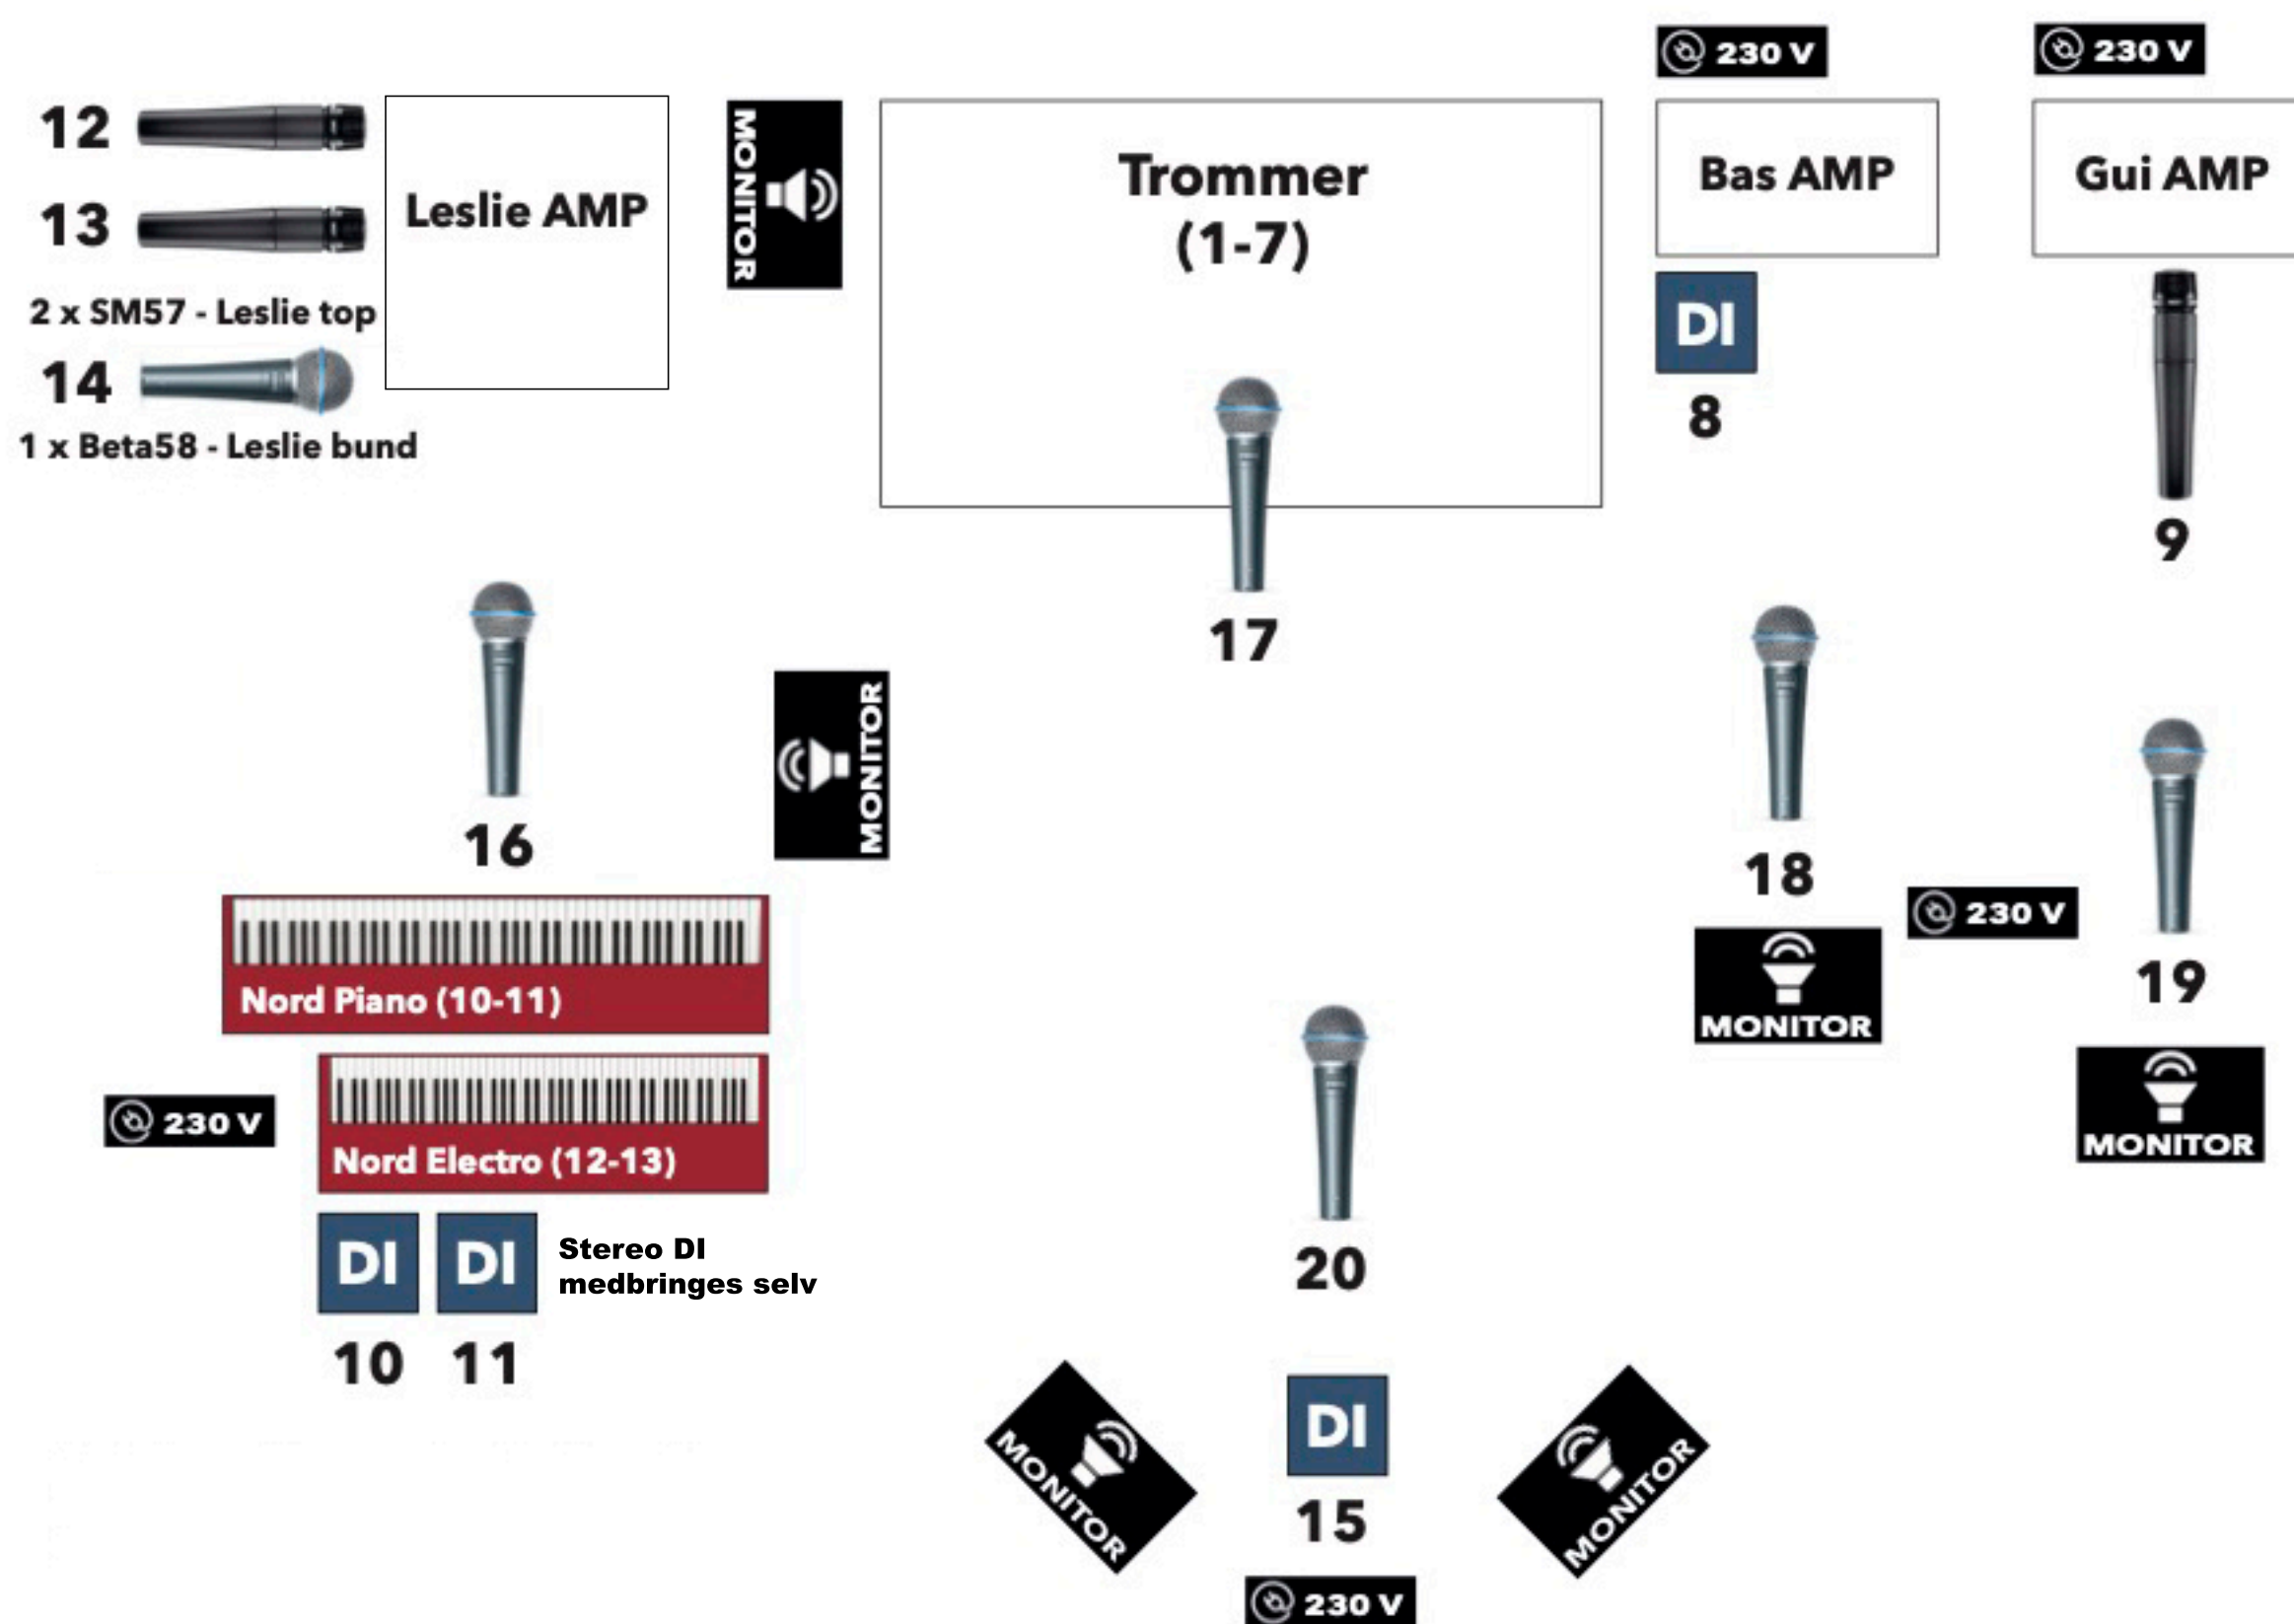 230 V
230 V
12
13
2 x SM57 - Leslie top
14
1 x Beta58 - Leslie bund
Leslie AMP
MONITOR
Trommer
(1-7)
Bas AMP
Gui AMP
DI
8
9
17
16
MONITOR
18
230 V
19
MONITOR
MONITOR
Nord Piano (10-11)
230 V
Nord Electro (12-13)
DI
DI
Stereo DI
medbringes selv
10
11
20
MONITOR
DI
15
MONITOR
230 V